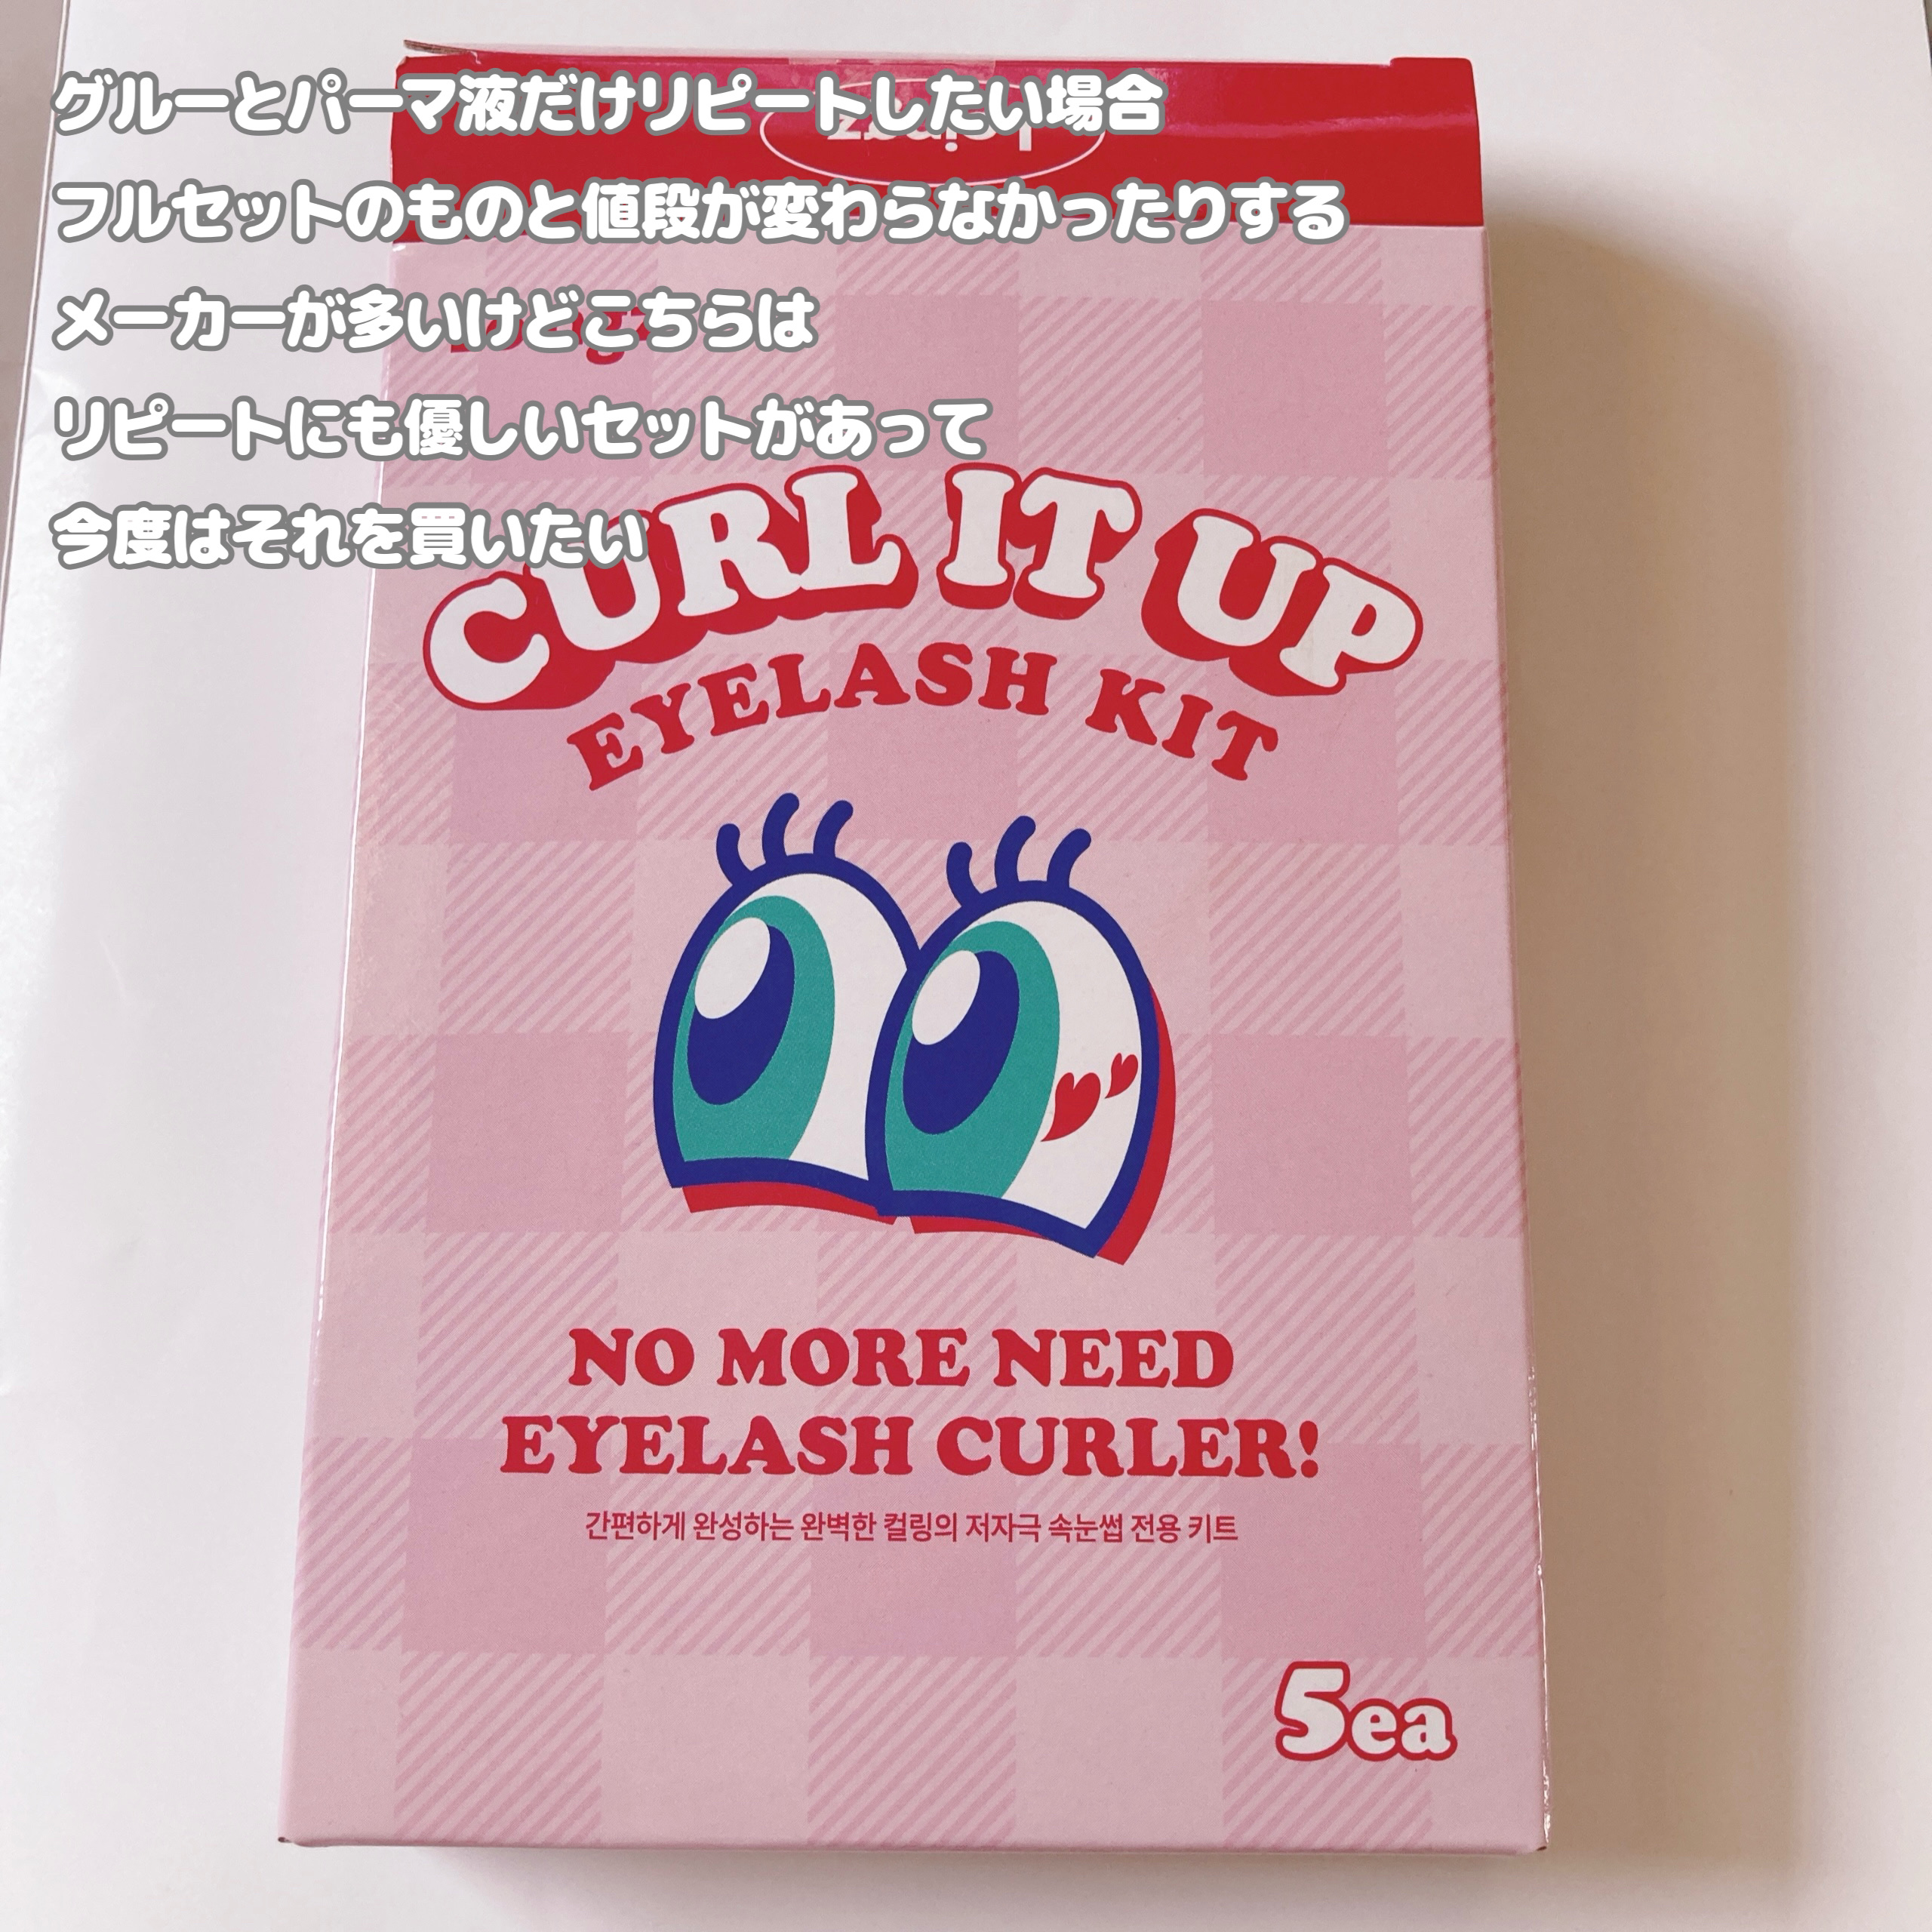 グルーとパーマ液だけリピートしたい場合
フルセットのものと値段が変わらなかったりする
メーカーが多いけどこちらは
リピートにも優しいセットがあって
今度はそれを買いたい
CURL IT UP
EYELASH KIT
NO MORE NEED
EYELASH CURLER!
간편하게 완성하는 완벽한 컬링의 저자극 속눈썹 전용 키트
5ea